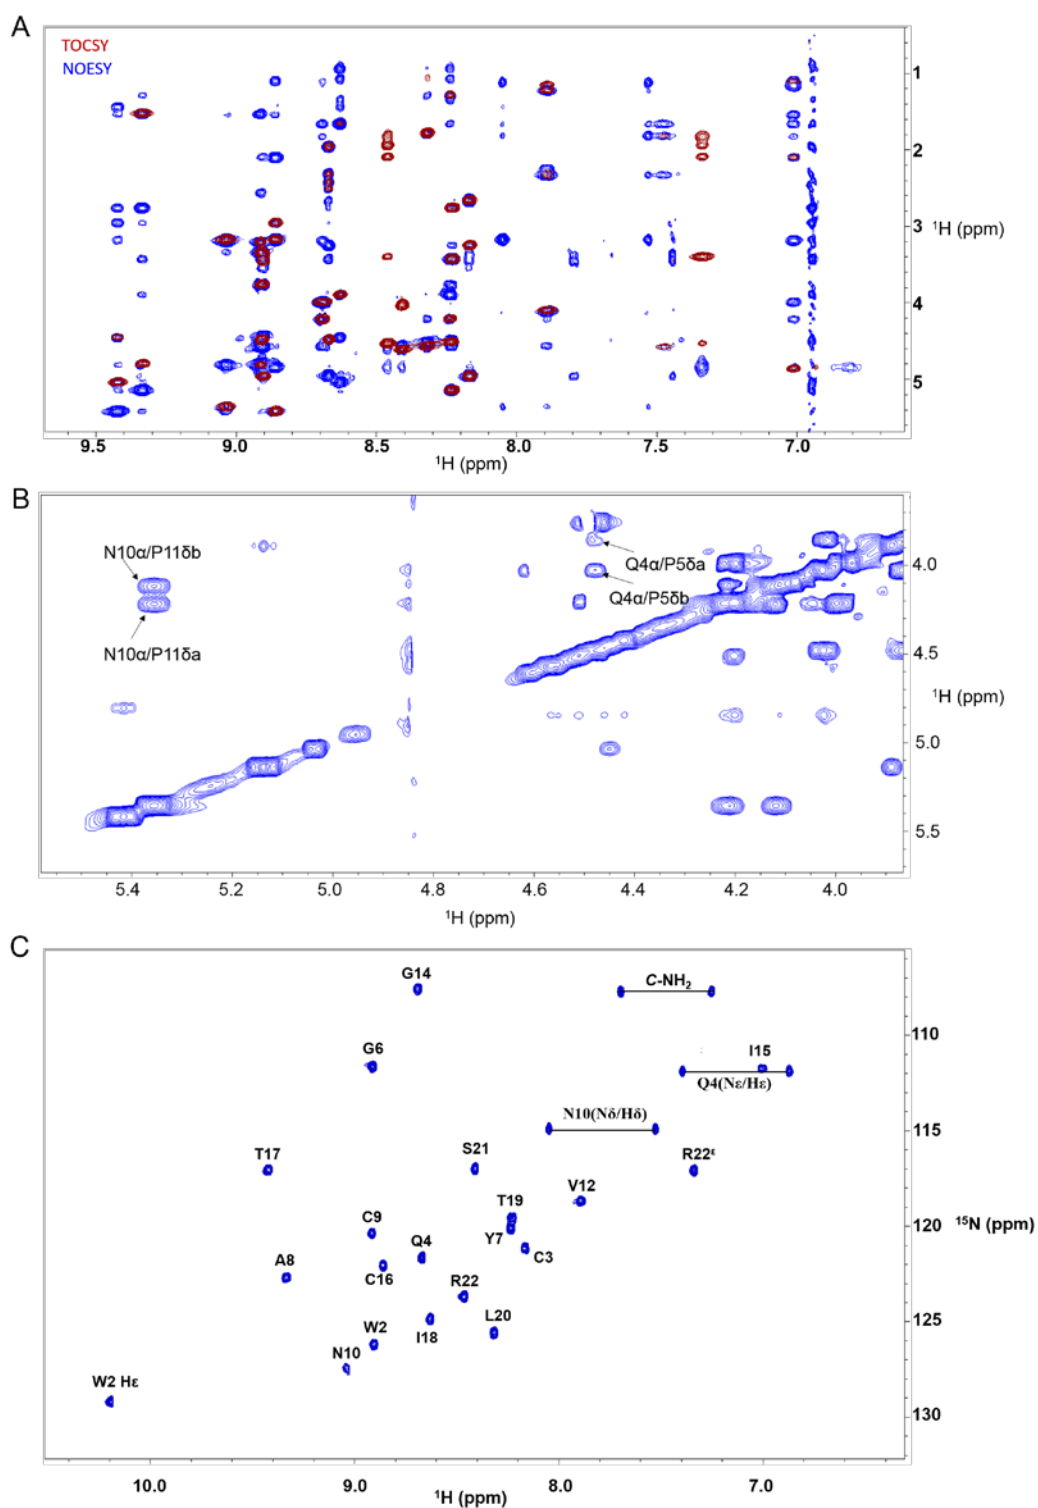 A
TOCSY
NOESY
1
2
3
4
5
¹H (ppm)
9.5 9.0 8.5 8.0 7.5 7.0
¹H (ppm)
B
N10α/P11δb
N10α/P11δa
Q4α/P5δa
Q4α/P5δb
4.0
4.5
5.0
5.5
¹H (ppm)
5.4 5.2 5.0 4.8 4.6 4.4 4.2 4.0
¹H (ppm)
C
G14
C-NH₂
G6
I15
Q4(Nε/Hε)
N10(Nδ/Hδ)
T17
S21
R22ᵋ
V12
T19
C9
Y7
Q4
C3
A8
C16
R22
I18
L20
W2
N10
W2 Hε
110
115
120
125
130
¹⁵N (ppm)
10.0 9.0 8.0 7.0
¹H (ppm)